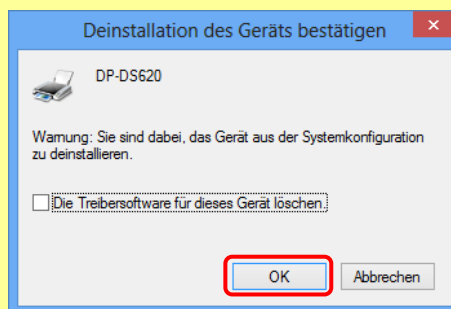 Deinstallation des Geräts bestätigen
DP-DS620
Warnung: Sie sind dabei, das Gerät aus der Systemkonfiguration
zu deinstallieren.
Die Treibersoftware für dieses Gerät löschen.
OK
Abbrechen